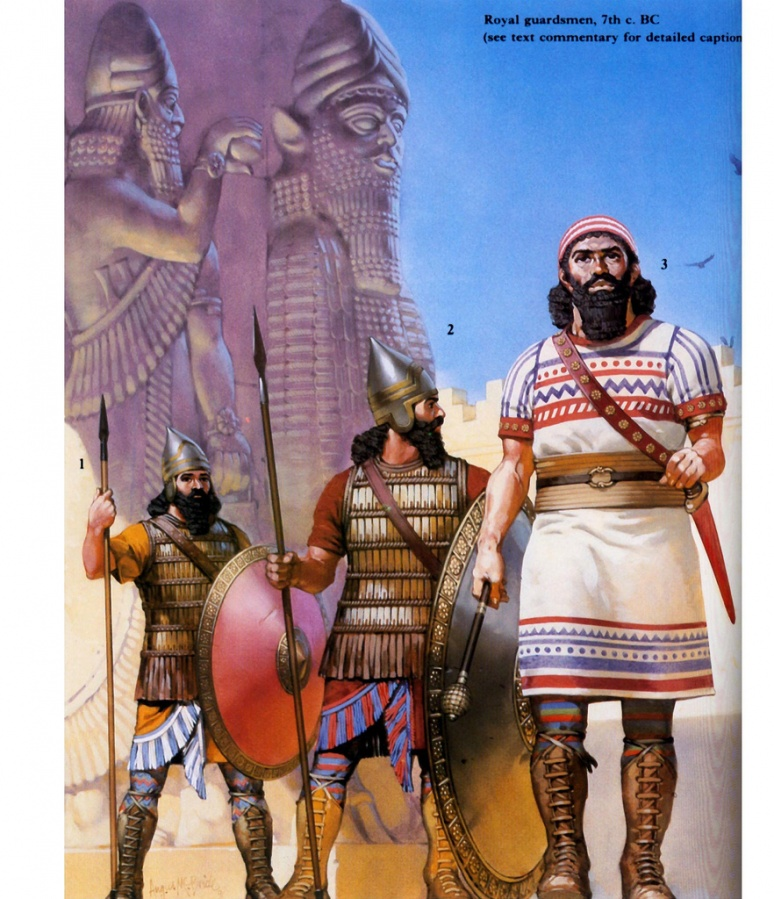 Royal guardsmen, 7th c. BC
(see text commentary for detailed caption
2
3
1